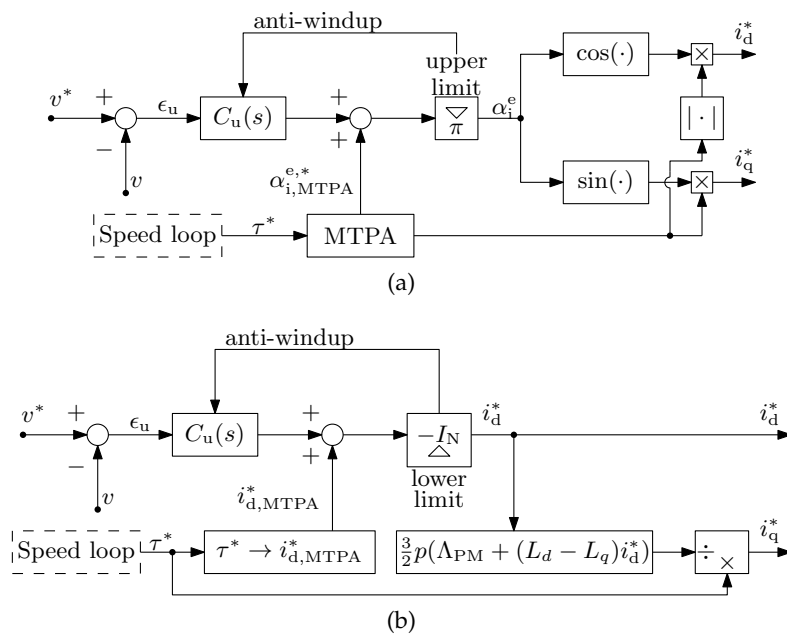 anti-windup
upper
limit
v* + − ϵ_u C_u(s) + + ▽ π α_i^e cos(·) × i_d^*
|·|
v α_{i,MTPA}^{e,*} sin(·) × i_q^*
Speed loop τ* MTPA
(a)
anti-windup
v* + − ϵ_u C_u(s) + + −I_N △ i_d^* i_d^*
lower
limit
v i_{d,MTPA}^*
Speed loop τ* τ* → i_{d,MTPA}^* 3/2 p(Λ_PM + (L_d − L_q)i_d^*) ÷ × i_q^*
(b)